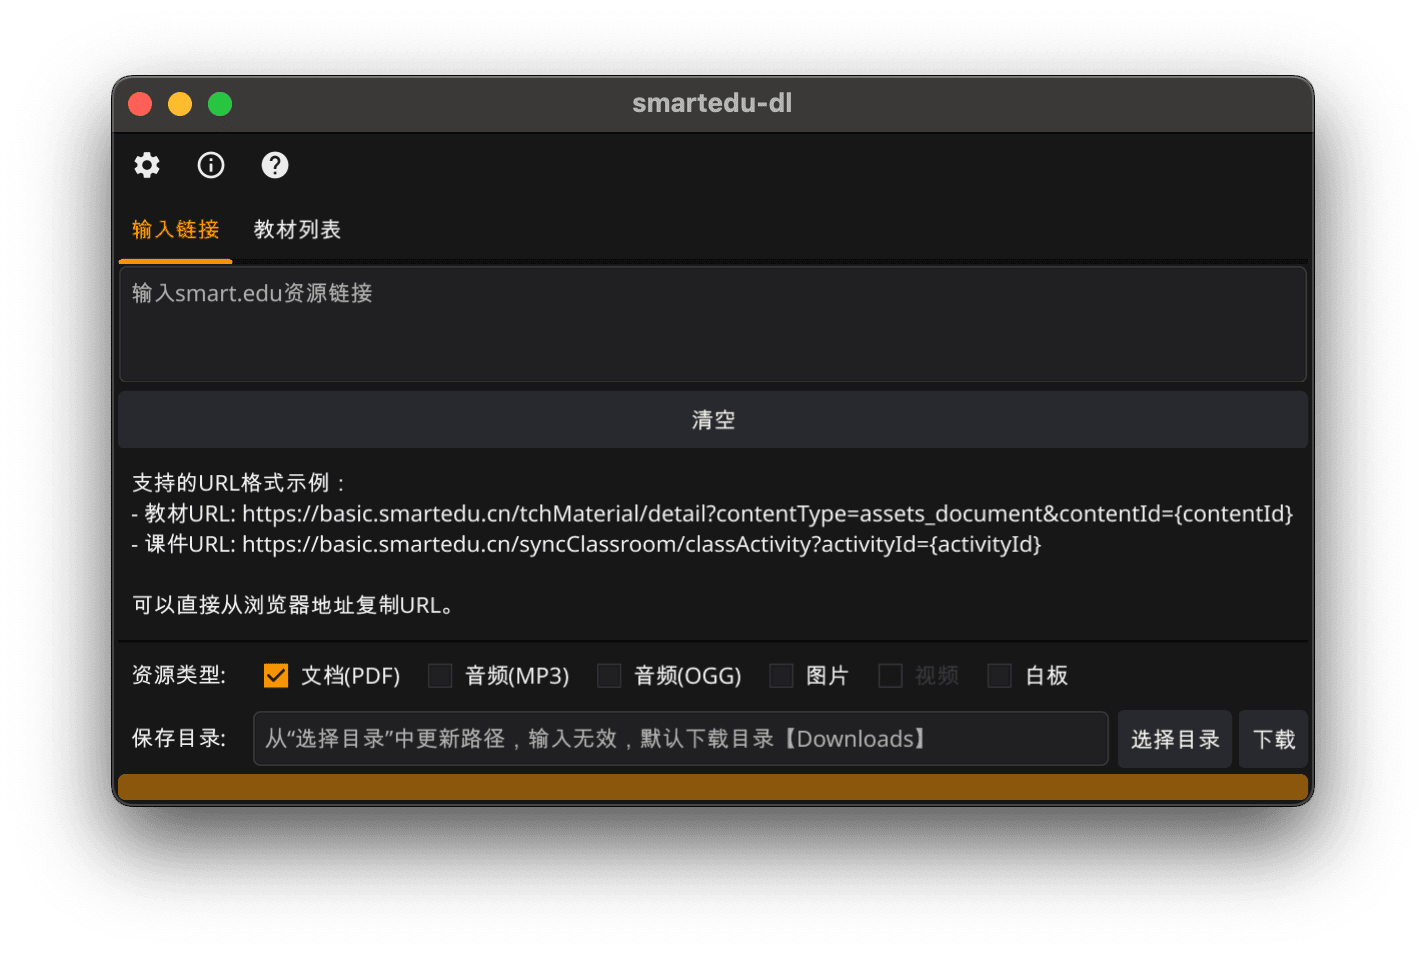 smartedu-dl
输入链接 教材列表
输入smart.edu资源链接
清空
支持的URL格式示例：
- 教材URL: https://basic.smartedu.cn/tchMaterial/detail?contentType=assets_document&contentId={contentId}
- 课件URL: https://basic.smartedu.cn/syncClassroom/classActivity?activityId={activityId}
可以直接从浏览器地址复制URL。
资源类型: 文档(PDF) 音频(MP3) 音频(OGG) 图片 视频 白板
保存目录: 从“选择目录”中更新路径，输入无效，默认下载目录【Downloads】 选择目录 下载